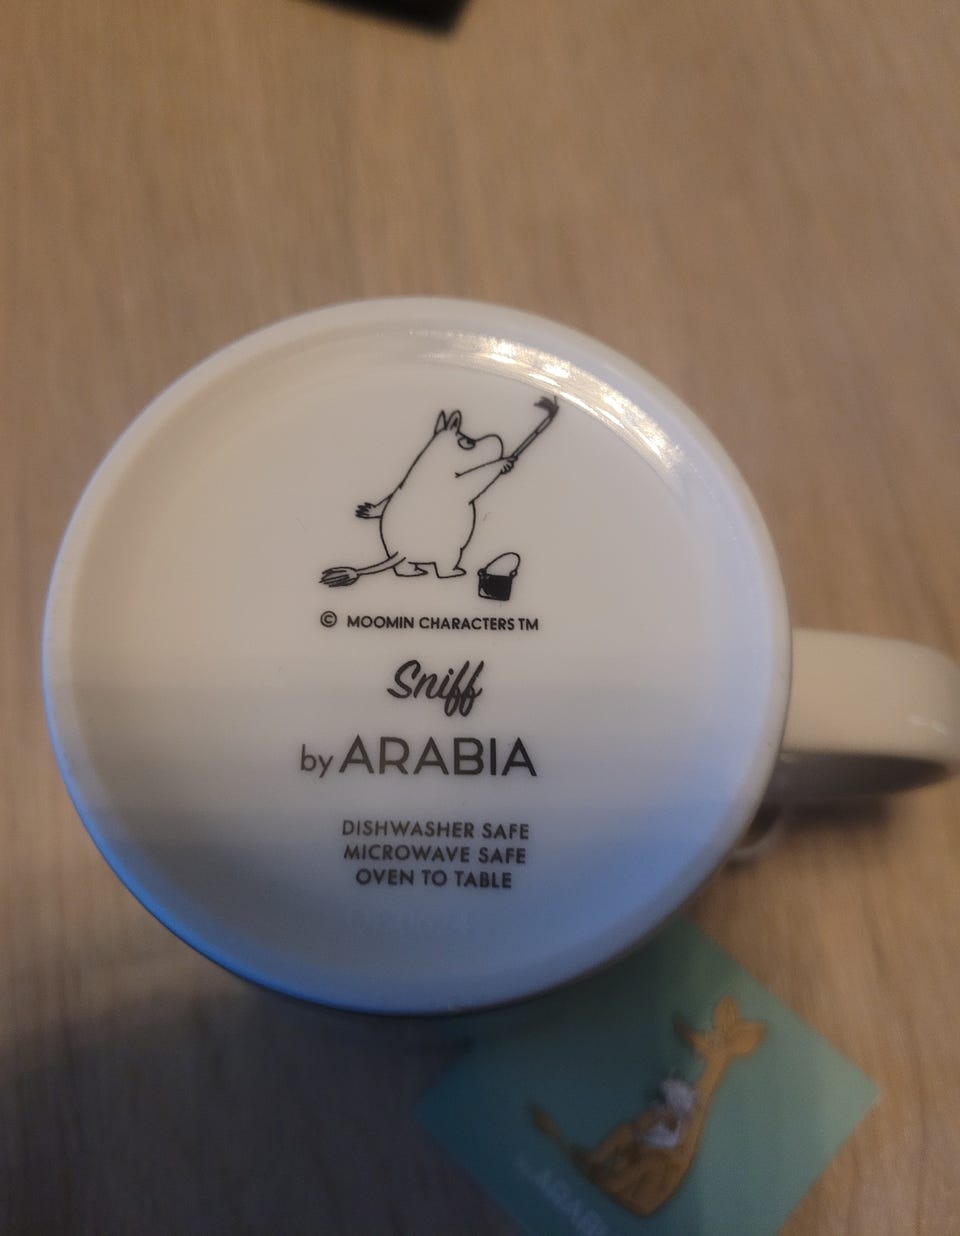 © MOOMIN CHARACTERS TM
Sniff
by ARABIA
DISHWASHER SAFE
MICROWAVE SAFE
OVEN TO TABLE